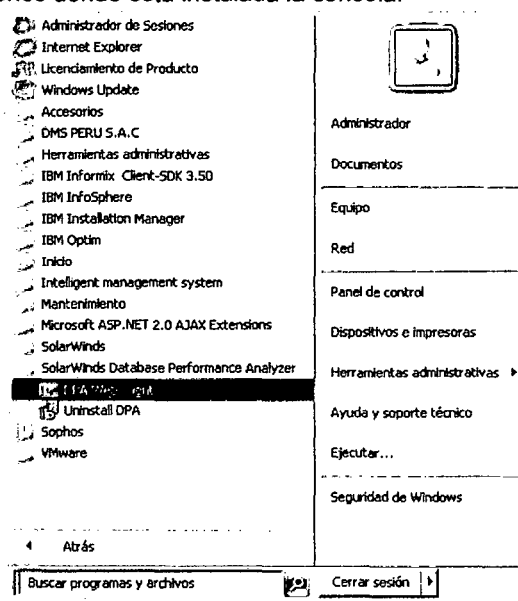 Administrador de Sesiones
Internet Explorer
Licenciamiento de Producto
Windows Update
Accesorios
DMS PERU S.A.C
Herramientas administrativas
IBM Informix Client-SDK 3.50
IBM InfoSphere
IBM Installation Manager
IBM Optim
Inicio
Intelligent management system
Mantenimiento
Microsoft ASP.NET 2.0 AJAX Extensions
SolarWinds
SolarWinds Database Performance Analyzer
Uninstall DPA
Sophos
VMware
Atrás
Buscar programas y archivos
Administrador
Documentos
Equipo
Red
Panel de control
Dispositivos e impresoras
Herramientas administrativas
Ayuda y soporte técnico
Ejecutar...
Seguridad de Windows
Cerrar sesión